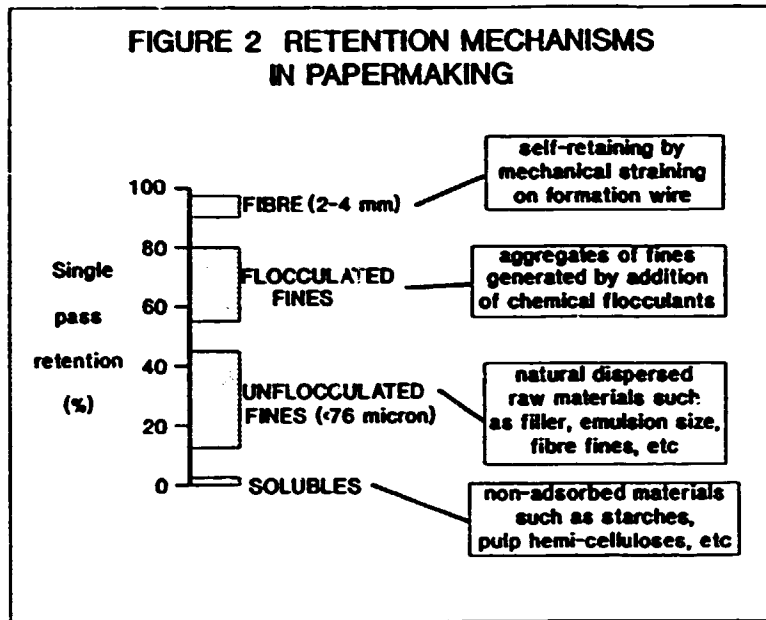 FIGURE 2 RETENTION MECHANISMS
IN PAPERMAKING
Single
pass
retention
(%)
100
80
60
40
20
0
FIBRE (2-4 mm)
FLOCCULATED
FINES
UNFLOCCULATED
FINES (<76 micron)
SOLUBLES
self-retaining by
mechanical straining
on formation wire
aggregates of fines
generated by addition
of chemical flocculants
natural dispersed
raw materials such
as filler, emulsion size,
fibre fines, etc
non-adsorbed materials
such as starches,
pulp hemi-celluloses, etc